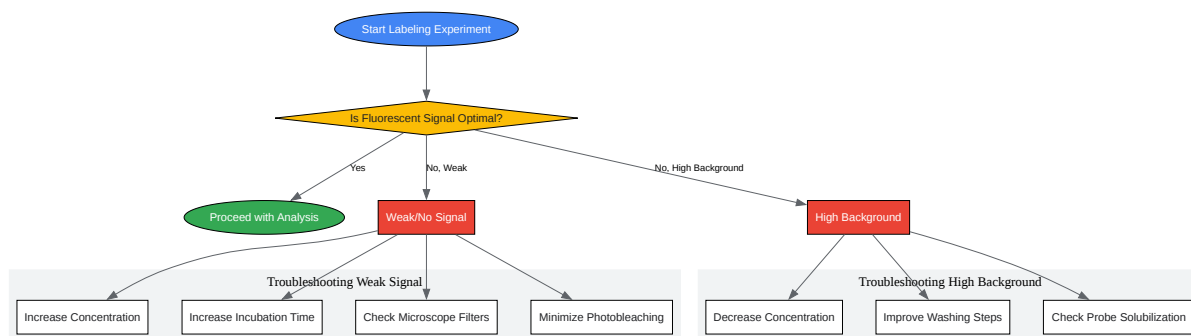 Start Labeling Experiment
Is Fluorescent Signal Optimal?
Yes
No, Weak
No, High Background
Proceed with Analysis
Weak/No Signal
High Background
Troubleshooting Weak Signal
Troubleshooting High Background
Increase Concentration
Increase Incubation Time
Check Microscope Filters
Minimize Photobleaching
Decrease Concentration
Improve Washing Steps
Check Probe Solubilization